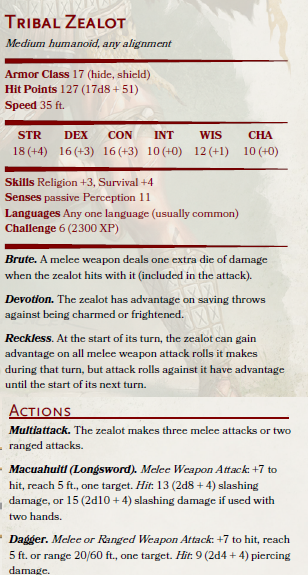 TRIBAL ZEALOT
Medium humanoid, any alignment
Armor Class 17 (hide, shield)
Hit Points 127 (17d8 + 51)
Speed 35 ft.
STR DEX CON INT WIS CHA
18 (+4) 16 (+3) 16 (+3) 10 (+0) 12 (+1) 10 (+0)
Skills Religion +3, Survival +4
Senses passive Perception 11
Languages Any one language (usually common)
Challenge 6 (2300 XP)
Brute. A melee weapon deals one extra die of damage
when the zealot hits with it (included in the attack).
Devotion. The zealot has advantage on saving throws
against being charmed or frightened.
Reckless. At the start of its turn, the zealot can gain
advantage on all melee weapon attack rolls it makes
during that turn, but attack rolls against it have advantage
until the start of its next turn.
ACTIONS
Multiattack. The zealot makes three melee attacks or two
ranged attacks.
Macuahuitl (Longsword). Melee Weapon Attack: +7 to
hit, reach 5 ft., one target. Hit: 13 (2d8 + 4) slashing
damage, or 15 (2d10 + 4) slashing damage if used with
two hands.
Dagger. Melee or Ranged Weapon Attack: +7 to hit, reach
5 ft. or range 20/60 ft., one target. Hit: 9 (2d4 + 4) piercing
damage.